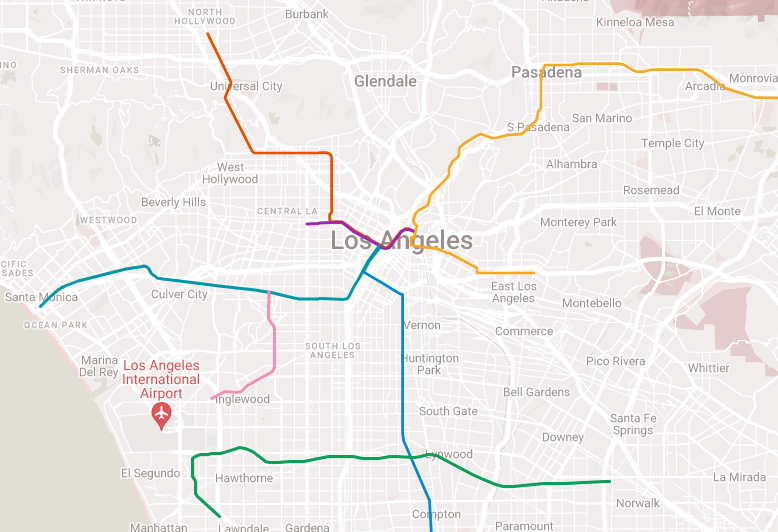 NORTH
HOLLYWOOD
Burbank
Kinneloa Mesa
SHERMAN OAKS
Universal City
Glendale
Pasadena
Monrovia
Arcadia
S Pasadena
San Marino
Temple City
West
Hollywood
Alhambra
Rosemead
Beverly Hills
CENTRAL LA
El Monte
WESTWOOD
Monterey Park
Los Angeles
CIFIC
SADES
Santa Monica
Culver City
East Los
Angeles
Montebello
OCEAN PARK
Vernon
Commerce
SOUTH LOS
ANGELES
Huntington
Park
Pico Rivera
Whittier
Marina
Del Rey
Los Angeles
International
Airport
Inglewood
Bell Gardens
South Gate
Santa Fe
Springs
Downey
Lynwood
El Segundo
Hawthorne
La Mirada
Norwalk
Compton
Manhattan
Lawndale
Gardena
Paramount